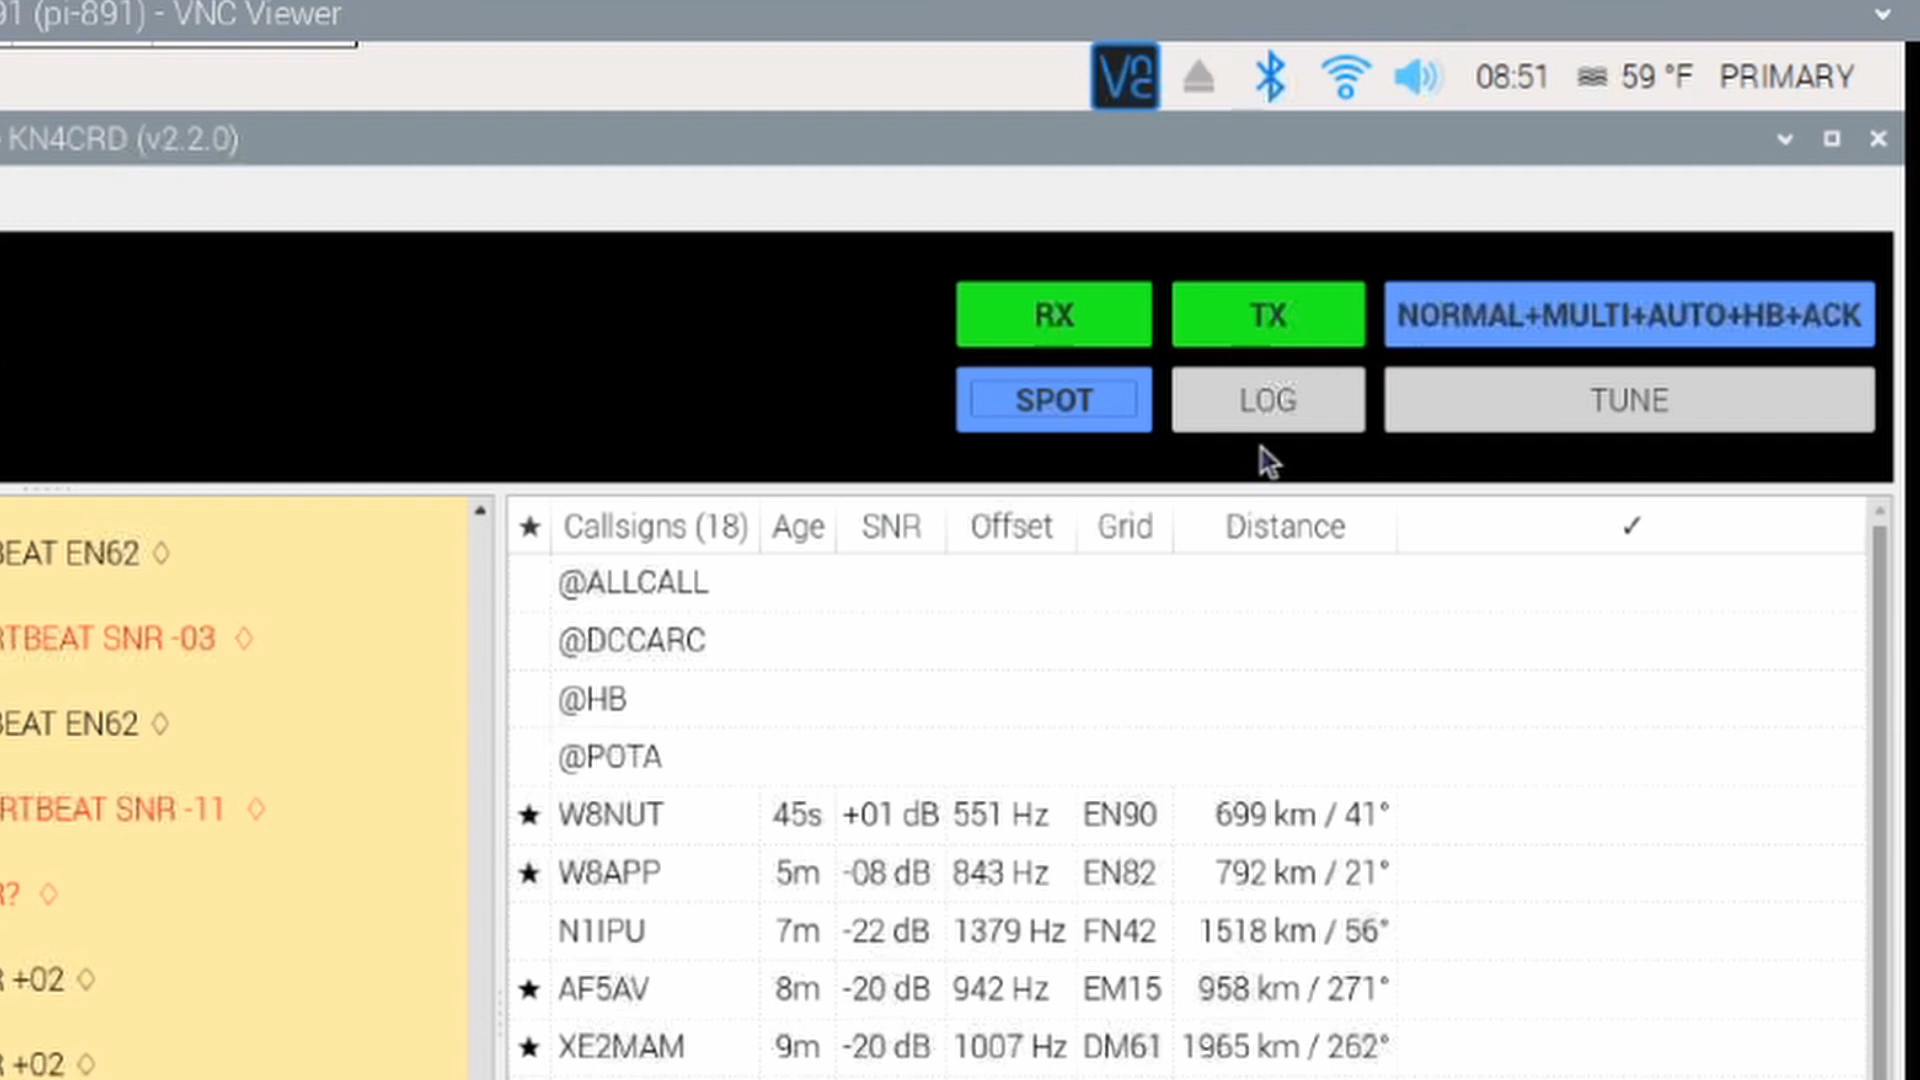 91 (pi-891) - VNC Viewer
08:51 59 °F PRIMARY
KN4CRD (v2.2.0)
RX TX NORMAL+MULTI+AUTO+HB+ACK
SPOT LOG TUNE
BEAT EN62 ♢
RTBEAT SNR -03 ♢
BEAT EN62 ♢
RTBEAT SNR -11 ♢
R? ♢
R +02 ♢
R +02 ♢
★ Callsigns (18) Age SNR Offset Grid Distance ✓
@ALLCALL
@DCCARC
@HB
@POTA
★ W8NUT 45s +01 dB 551 Hz EN90 699 km / 41°
★ W8APP 5m -08 dB 843 Hz EN82 792 km / 21°
N1IPU 7m -22 dB 1379 Hz FN42 1518 km / 56°
★ AF5AV 8m -20 dB 942 Hz EM15 958 km / 271°
★ XE2MAM 9m -20 dB 1007 Hz DM61 1965 km / 262°